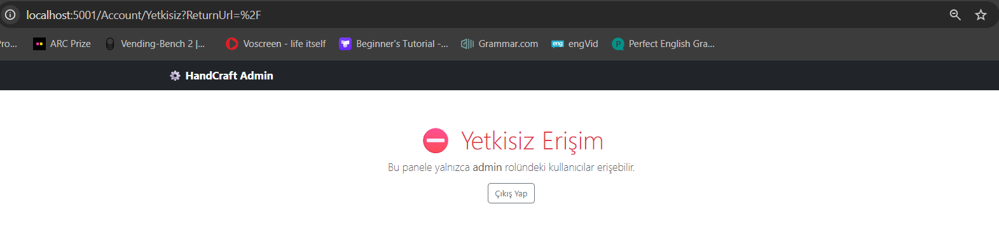 localhost:5001/Account/Yetkisiz?ReturnUrl=%2F
Pro... ARC Prize Vending-Bench 2 |... Voscreen - life itself Beginner's Tutorial -... Grammar.com eng engVid P Perfect English Gra...
HandCraft Admin
Yetkisiz Erişim
Bu panele yalnızca admin rolündeki kullanıcılar erişebilir.
Çıkış Yap